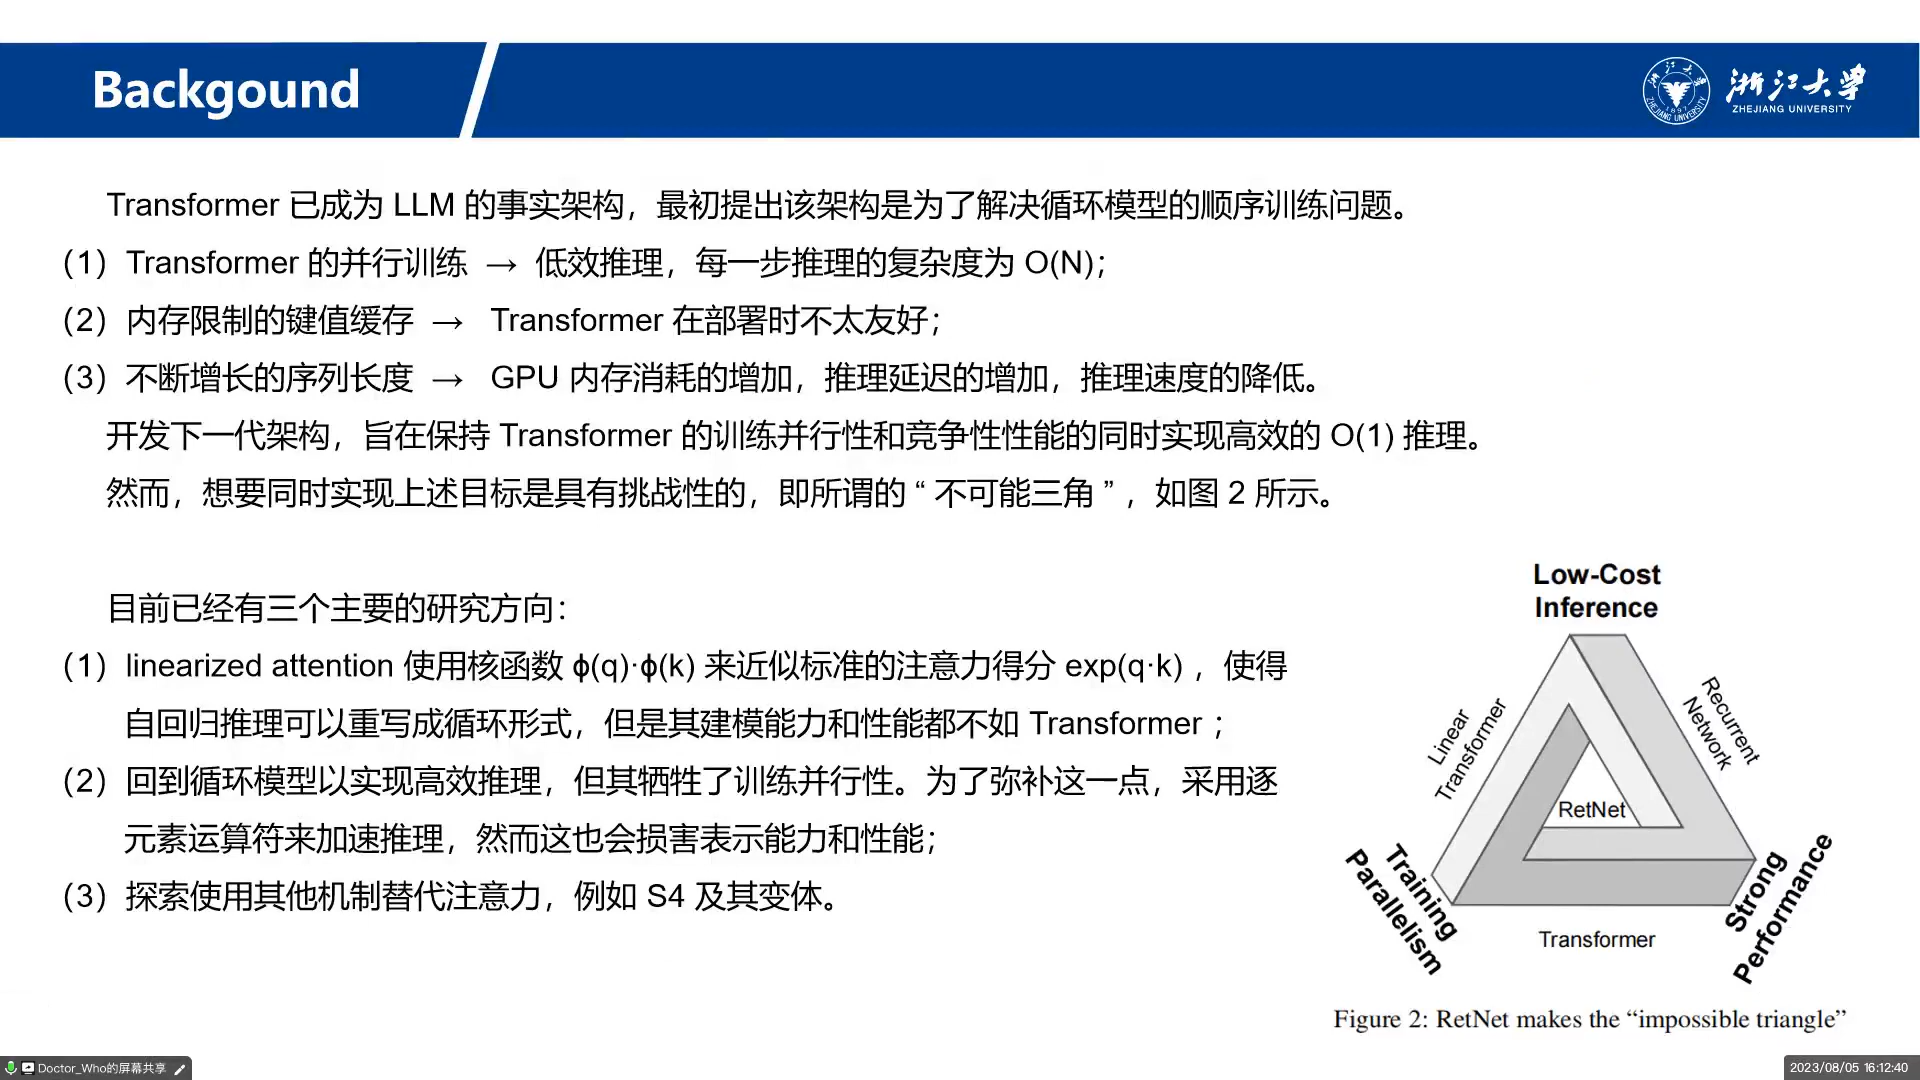 Backgound
浙江大学
ZHEJIANG UNIVERSITY
浙江大学
1897
ZHEJIANG UNIVERSITY
Transformer 已成为 LLM 的事实架构，最初提出该架构是为了解决循环模型的顺序训练问题。
（1）Transformer 的并行训练 → 低效推理，每一步推理的复杂度为 O(N)；
（2）内存限制的键值缓存 → Transformer 在部署时不太友好；
（3）不断增长的序列长度 → GPU 内存消耗的增加，推理延迟的增加，推理速度的降低。
开发下一代架构，旨在保持 Transformer 的训练并行性和竞争性性能的同时实现高效的 O(1) 推理。
然而，想要同时实现上述目标是具有挑战性的，即所谓的 “ 不可能三角 ” ，如图 2 所示。
目前已经有三个主要的研究方向：
（1）linearized attention 使用核函数 ϕ(q)·ϕ(k) 来近似标准的注意力得分 exp(q·k) ，使得
自回归推理可以重写成循环形式，但是其建模能力和性能都不如 Transformer ；
（2）回到循环模型以实现高效推理，但其牺牲了训练并行性。为了弥补这一点，采用逐
元素运算符来加速推理，然而这也会损害表示能力和性能；
（3）探索使用其他机制替代注意力，例如 S4 及其变体。
Low-Cost
Inference
Linear
Transformer
Recurrent
Network
RetNet
Training
Parallelism
Strong
Performance
Transformer
Figure 2: RetNet makes the “impossible triangle”
Doctor_Who的屏幕共享
2023/08/05 16:12:40